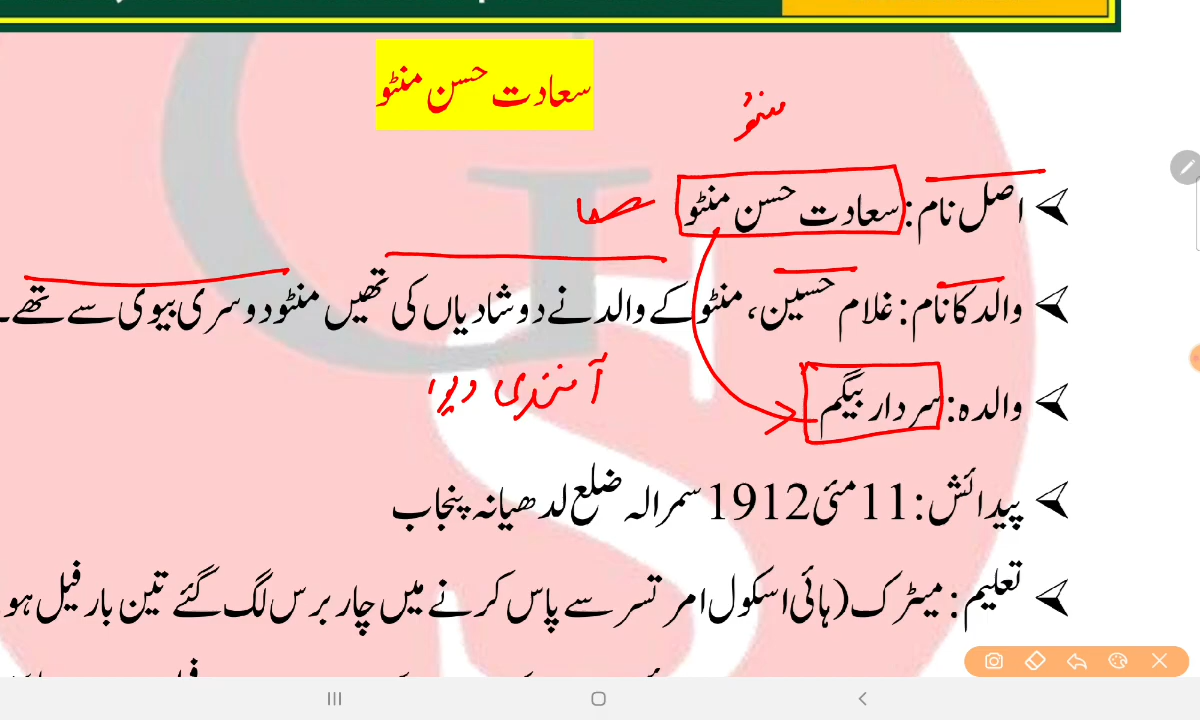 سعادت حسن منٹو
منٹو
اصل نام: سعادت حسن منٹو
والد کا نام: غلام حسین، منٹو کے والد نے دو شادیاں کی تھیں منٹو دوسری بیوی سے تھے۔
والدہ: سردار بیگم
پیدائش: 11 مئی 1912 سمرالہ ضلع لدھیانہ پنجاب
تعلیم: میٹرک (ہائی اسکول امرتسر سے پاس کرنے میں چار برس لگ گئے تین بار فیل ہو